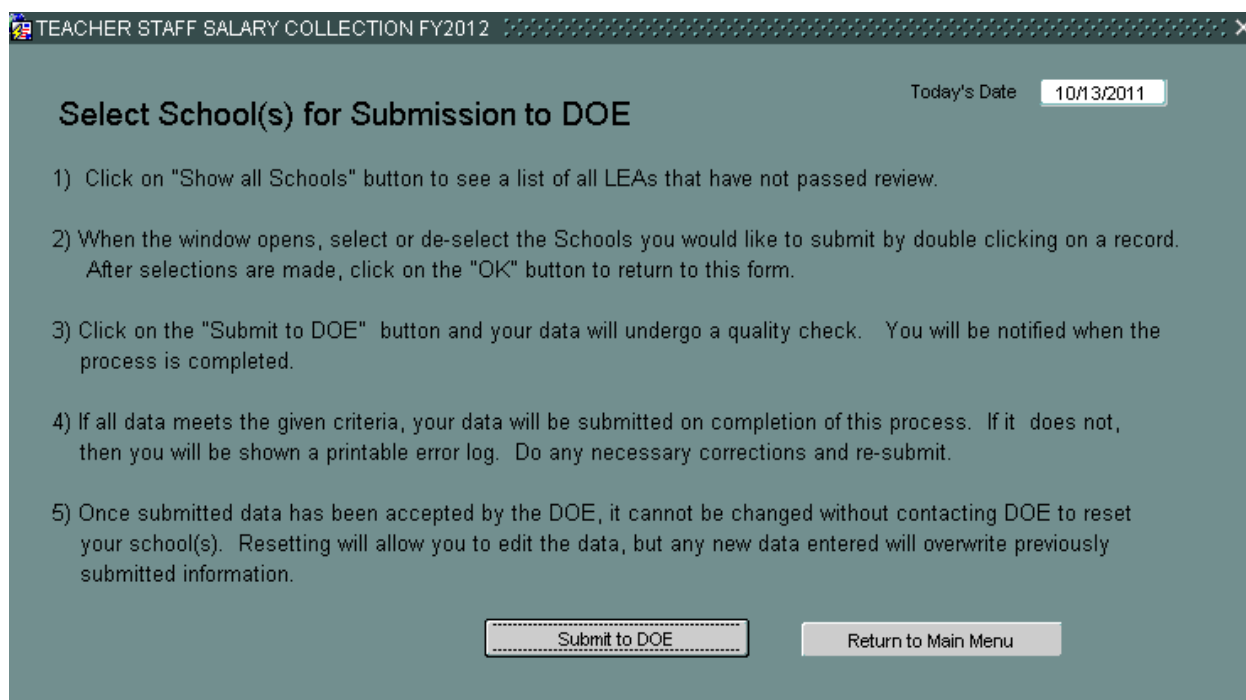 TEACHER STAFF SALARY COLLECTION FY2012
Today's Date 10/13/2011
Select School(s) for Submission to DOE
1) Click on "Show all Schools" button to see a list of all LEAs that have not passed review.
2) When the window opens, select or de-select the Schools you would like to submit by double clicking on a record.
After selections are made, click on the "OK" button to return to this form.
3) Click on the "Submit to DOE" button and your data will undergo a quality check. You will be notified when the
process is completed.
4) If all data meets the given criteria, your data will be submitted on completion of this process. If it does not,
then you will be shown a printable error log. Do any necessary corrections and re-submit.
5) Once submitted data has been accepted by the DOE, it cannot be changed without contacting DOE to reset
your school(s). Resetting will allow you to edit the data, but any new data entered will overwrite previously
submitted information.
Submit to DOE Return to Main Menu